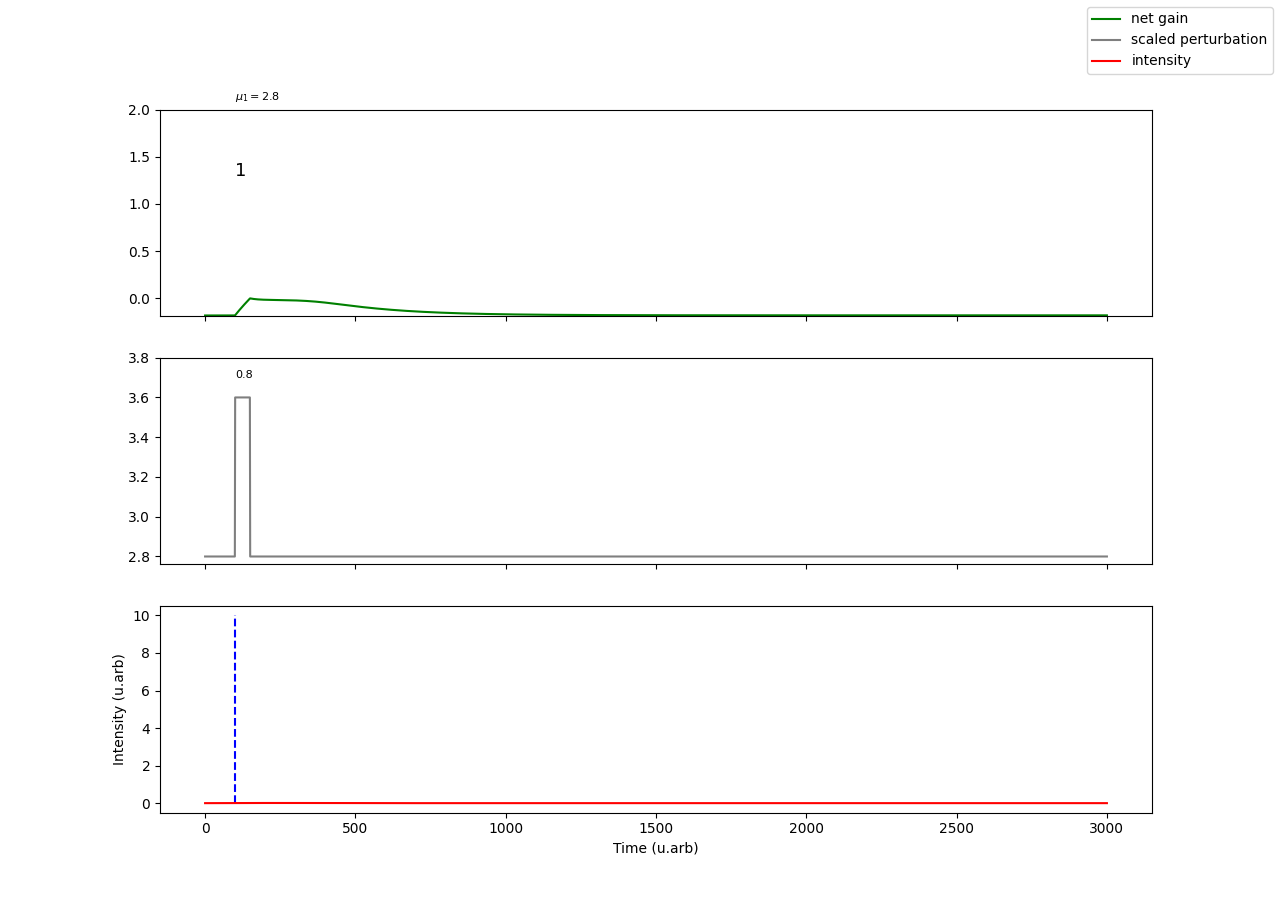 net gain
scaled perturbation
intensity
μ₁ = 2.8
2.0
1.5
1.0
0.5
0.0
1
3.8
3.6
3.4
3.2
3.0
2.8
0.8
10
8
6
4
2
0
Intensity (u.arb)
0 500 1000 1500 2000 2500 3000
Time (u.arb)